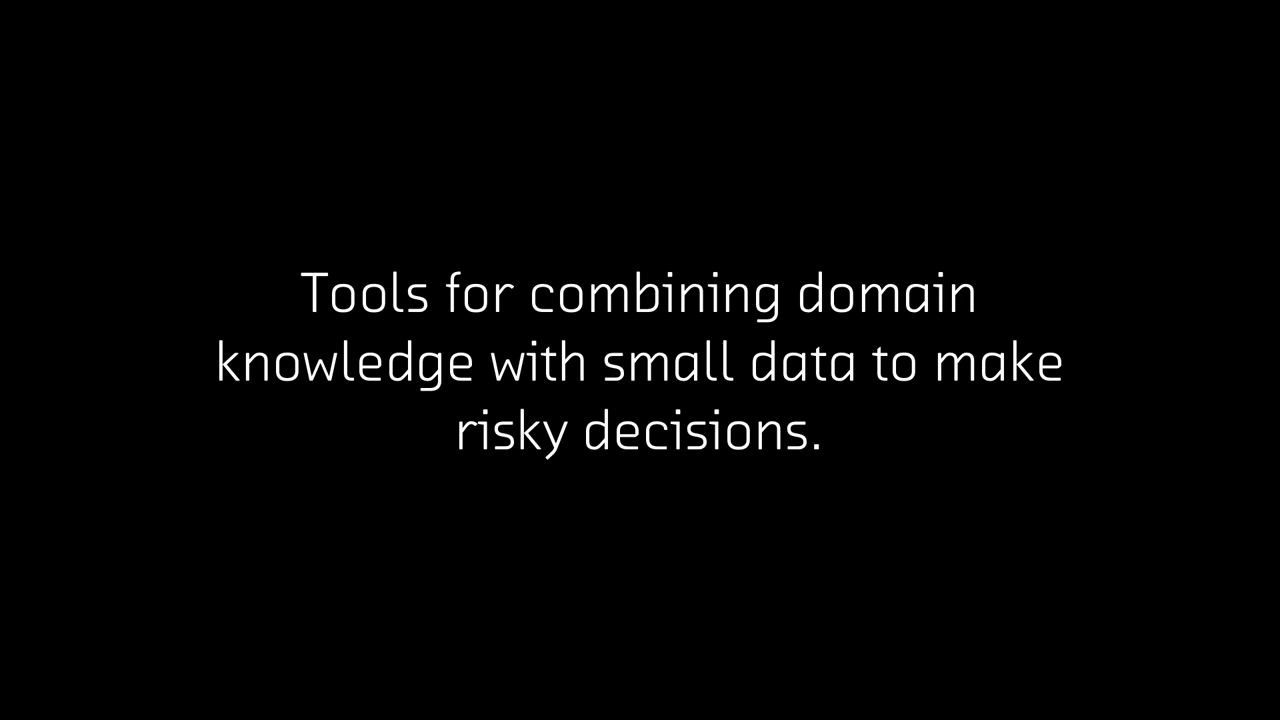 Tools for combining domain
knowledge with small data to make
risky decisions.